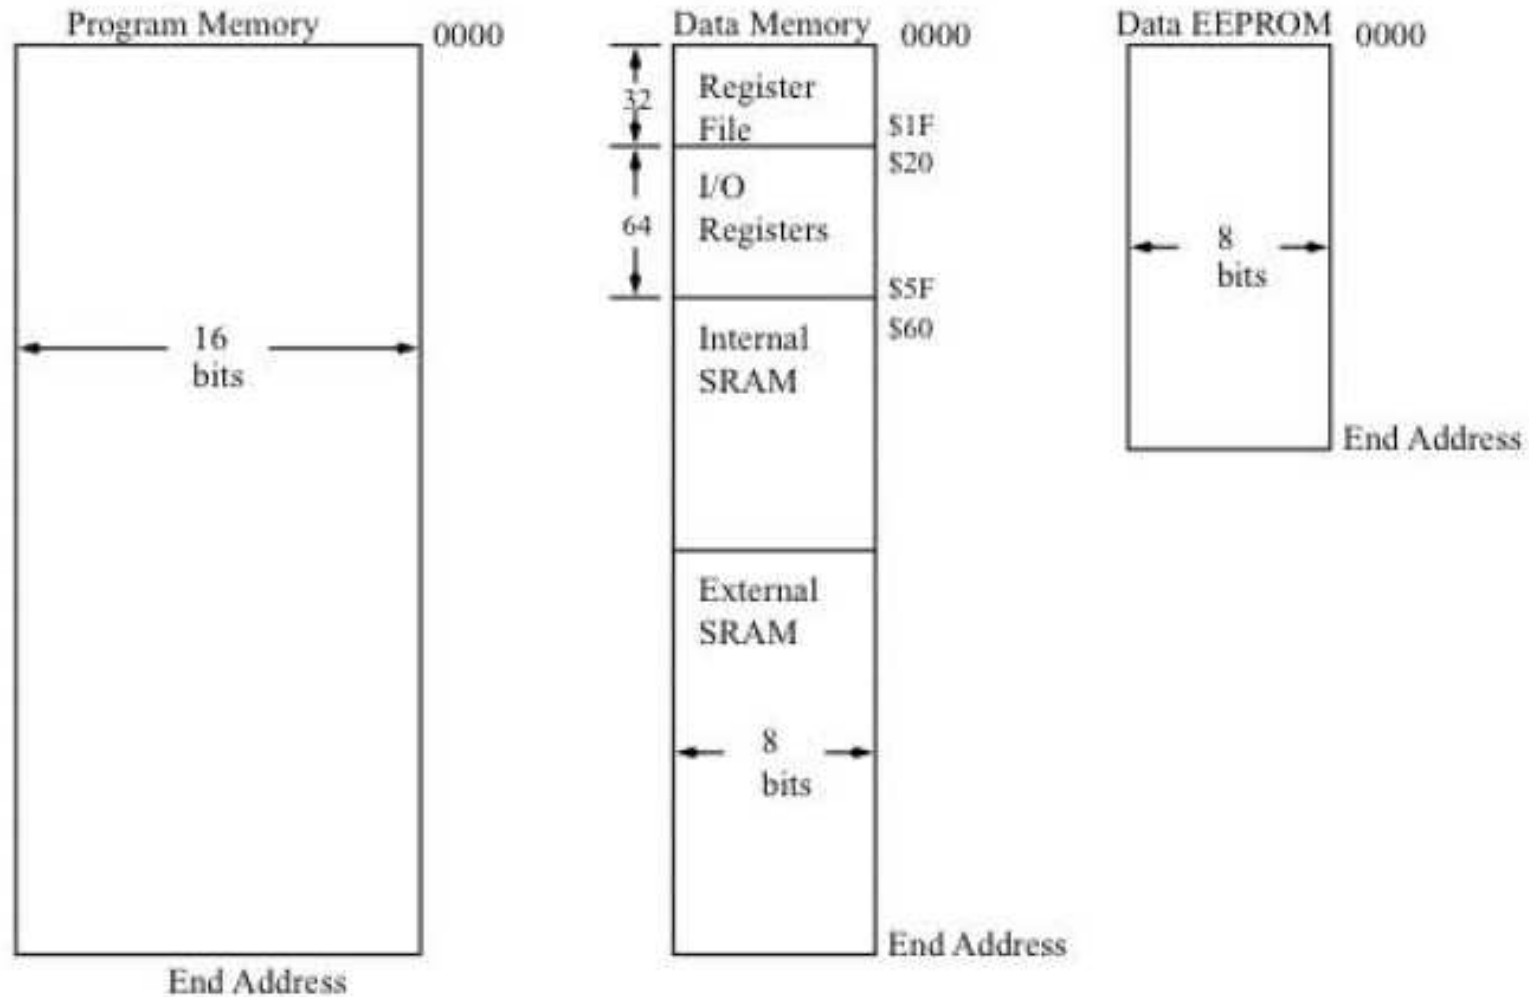 Program Memory
0000
16
bits
End Address
Data Memory
0000
32
Register
File
$1F
$20
64
I/O
Registers
$5F
$60
Internal
SRAM
External
SRAM
8
bits
End Address
Data EEPROM
0000
8
bits
End Address